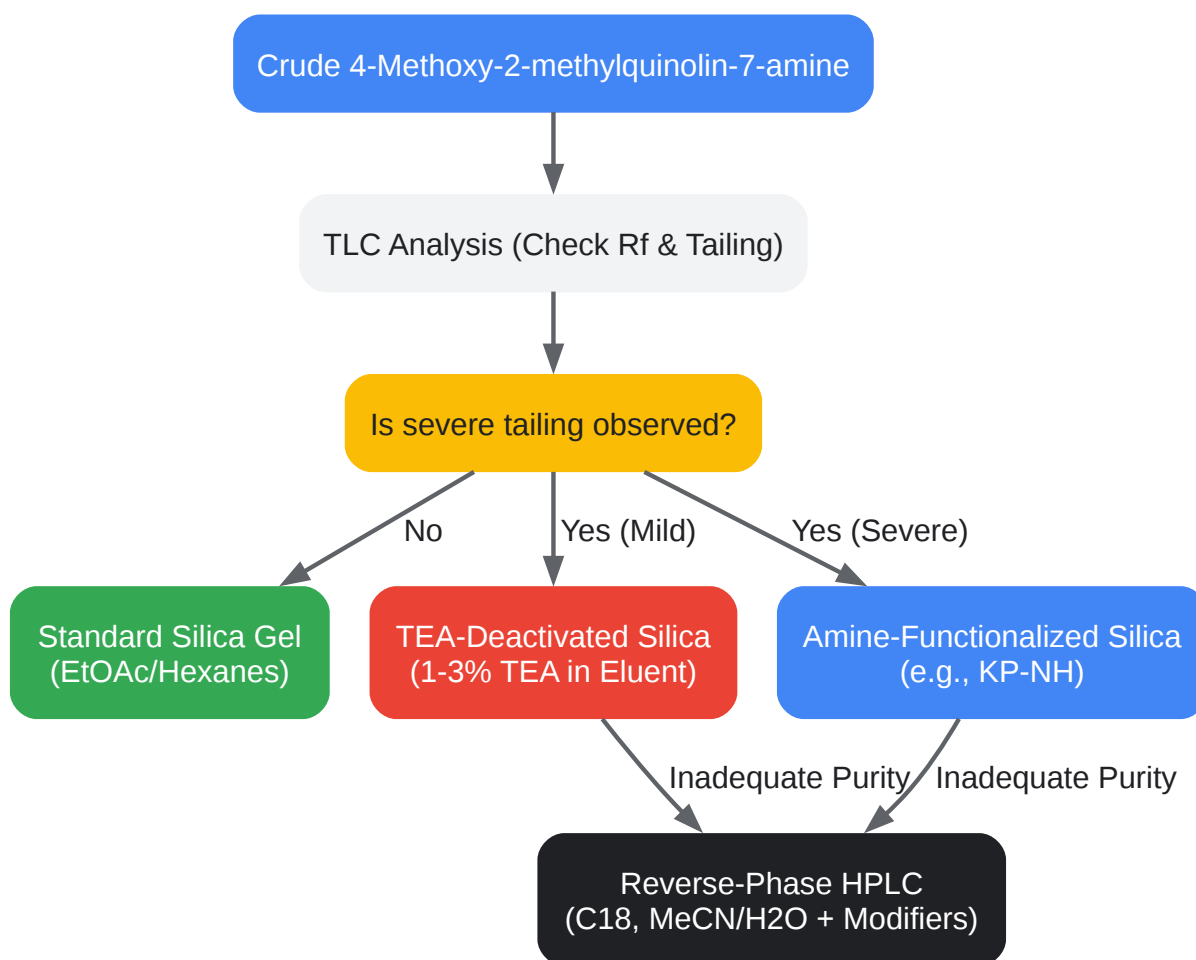 Crude 4-Methoxy-2-methylquinolin-7-amine
TLC Analysis (Check Rf & Tailing)
Is severe tailing observed?
No
Yes (Mild)
Yes (Severe)
Standard Silica Gel
(EtOAc/Hexanes)
TEA-Deactivated Silica
(1-3% TEA in Eluent)
Amine-Functionalized Silica
(e.g., KP-NH)
Inadequate Purity
Inadequate Purity
Reverse-Phase HPLC
(C18, MeCN/H2O + Modifiers)